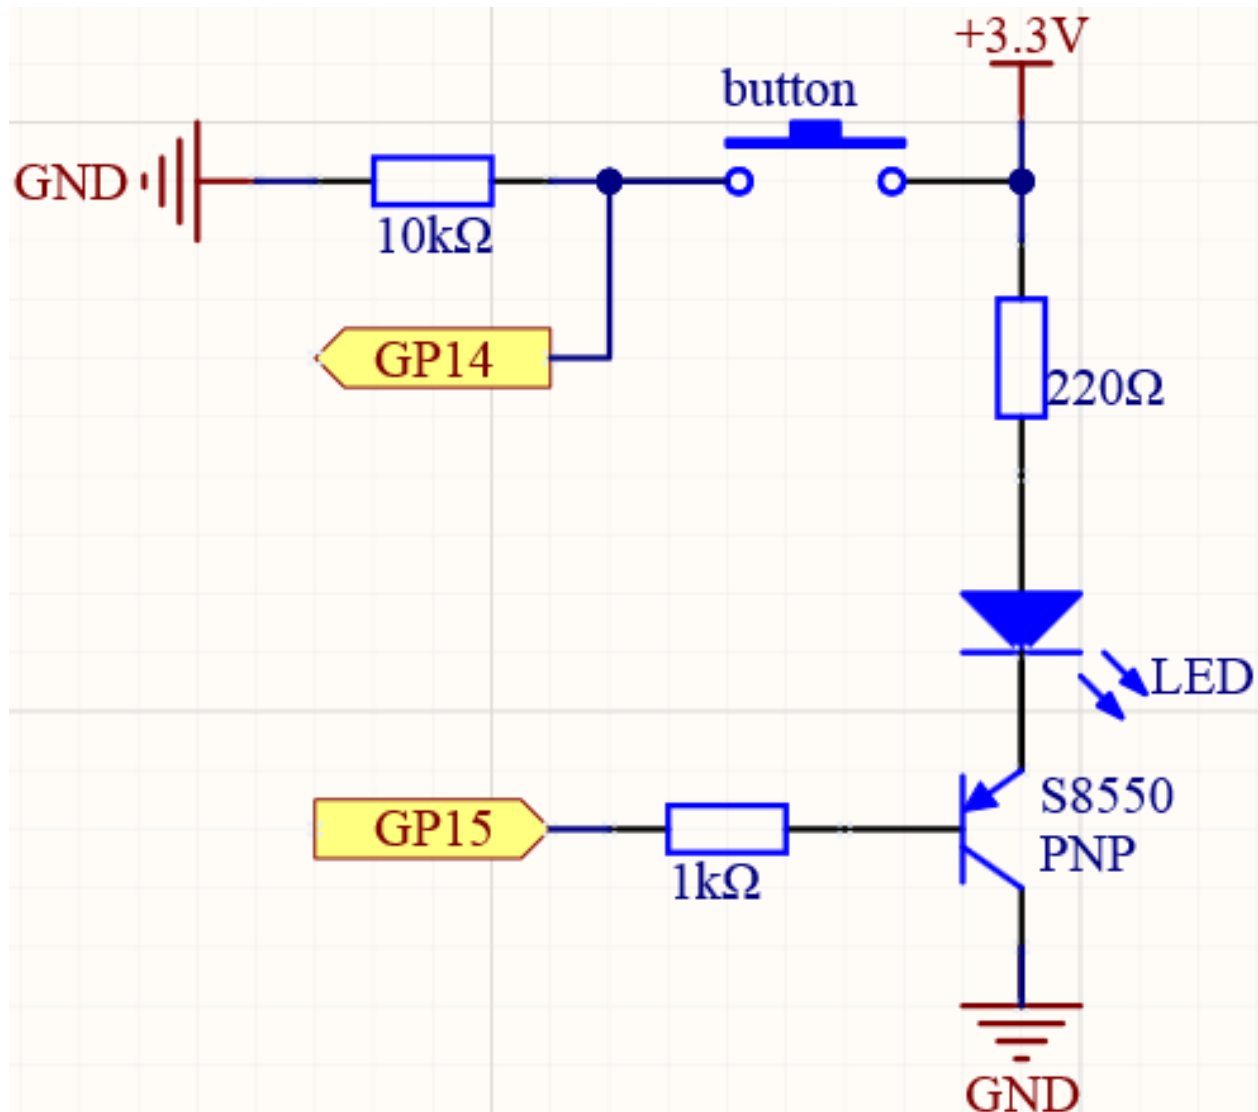 +3.3V
button
GND
10kΩ
GP14
220Ω
LED
S8550
PNP
GP15
1kΩ
GND